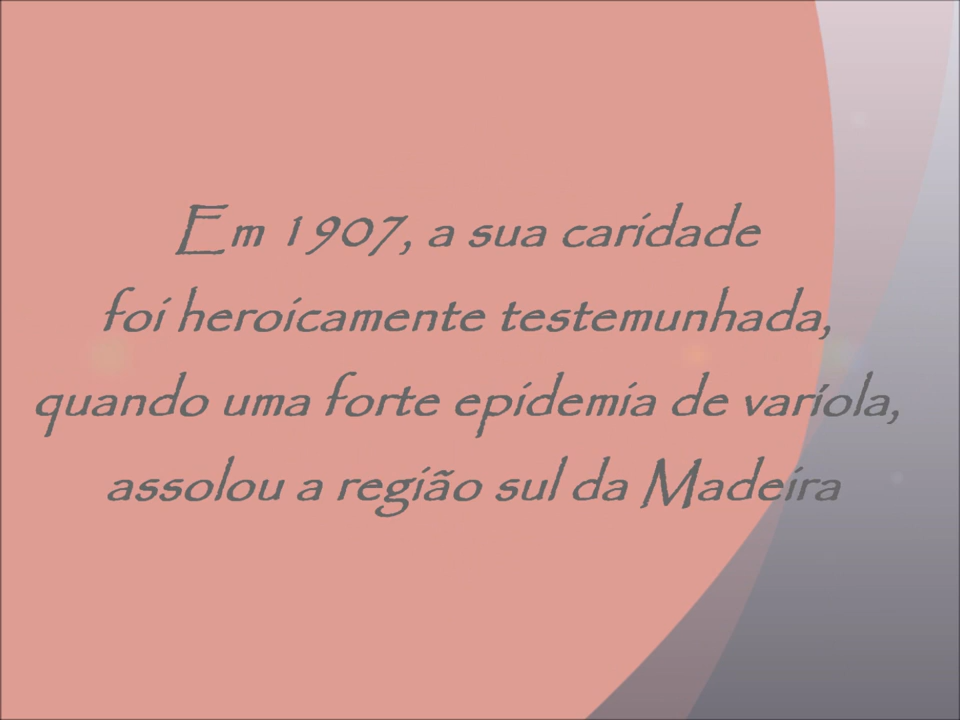 Em 1907, a sua caridade
foi heroicamente testemunhada,
quando uma forte epidemia de varíola,
assolou a região sul da Madeira